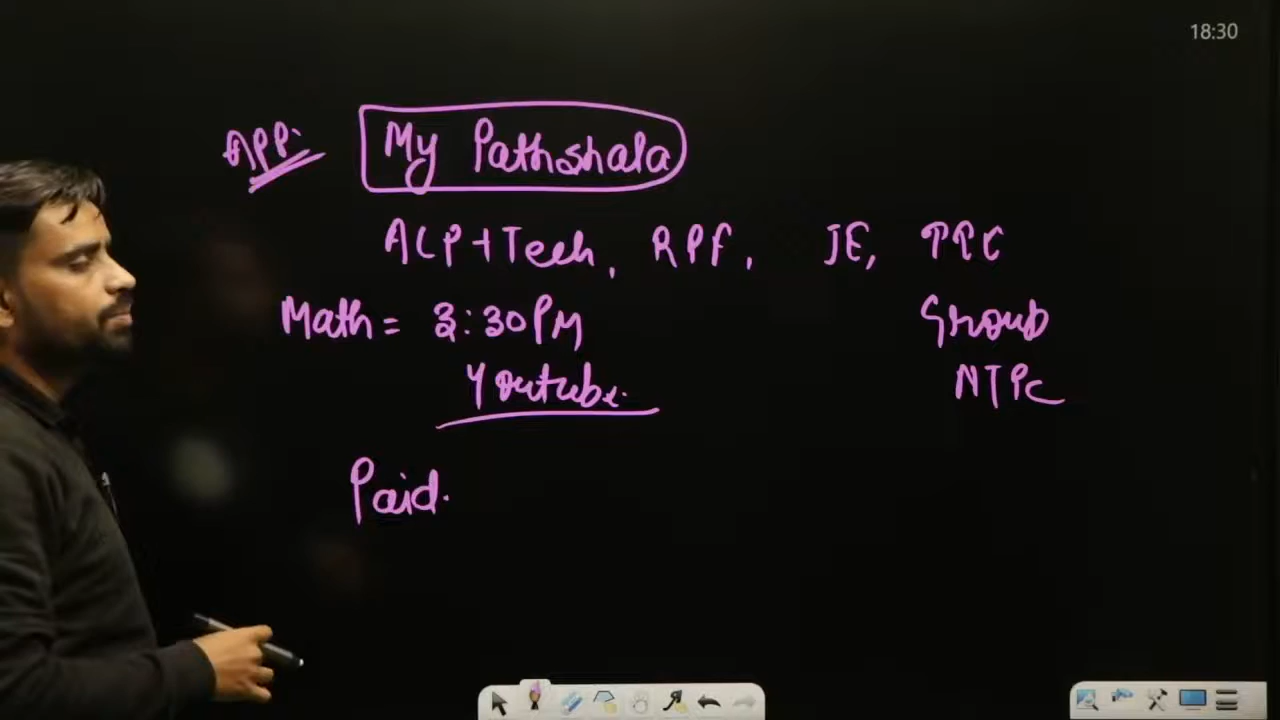 18:30
APP:
My Pathshala
ALP+Tech, RPF, JE, PPC
Math = 3:30PM
Group
Youtube.
NTPC
Paid.